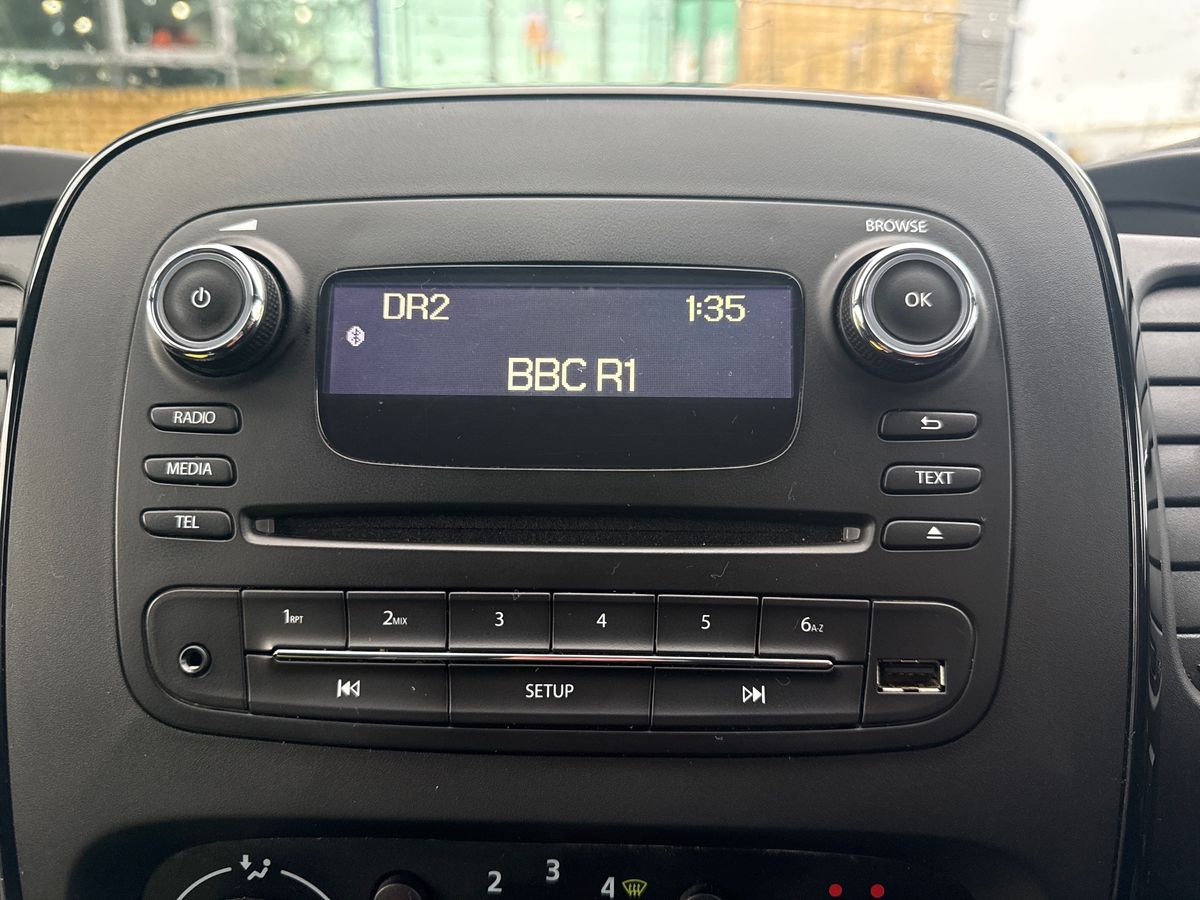 BROWSE
OK
DR2 1:35
BBC R1
RADIO
MEDIA
TEL
TEXT
1RPT 2MIX 3 4 5 6A-Z
SETUP
2 3 4